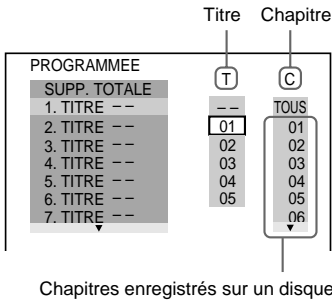 Titre Chapitre
PROGRAMMEE
T C
SUPP. TOTALE
1. TITRE – – – – TOUS
2. TITRE – – 01 01
3. TITRE – – 02 02
4. TITRE – – 03 03
5. TITRE – – 04 04
6. TITRE – – 05 05
7. TITRE – – 06
Chapitres enregistrés sur un disque